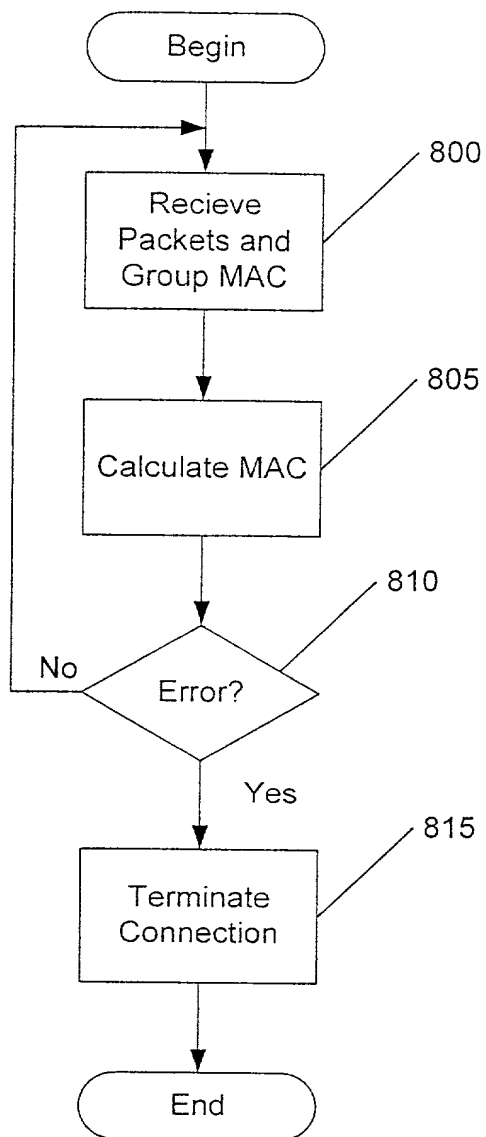 Begin
800
Recieve
Packets and
Group MAC
805
Calculate MAC
810
No
Error?
Yes
815
Terminate
Connection
End